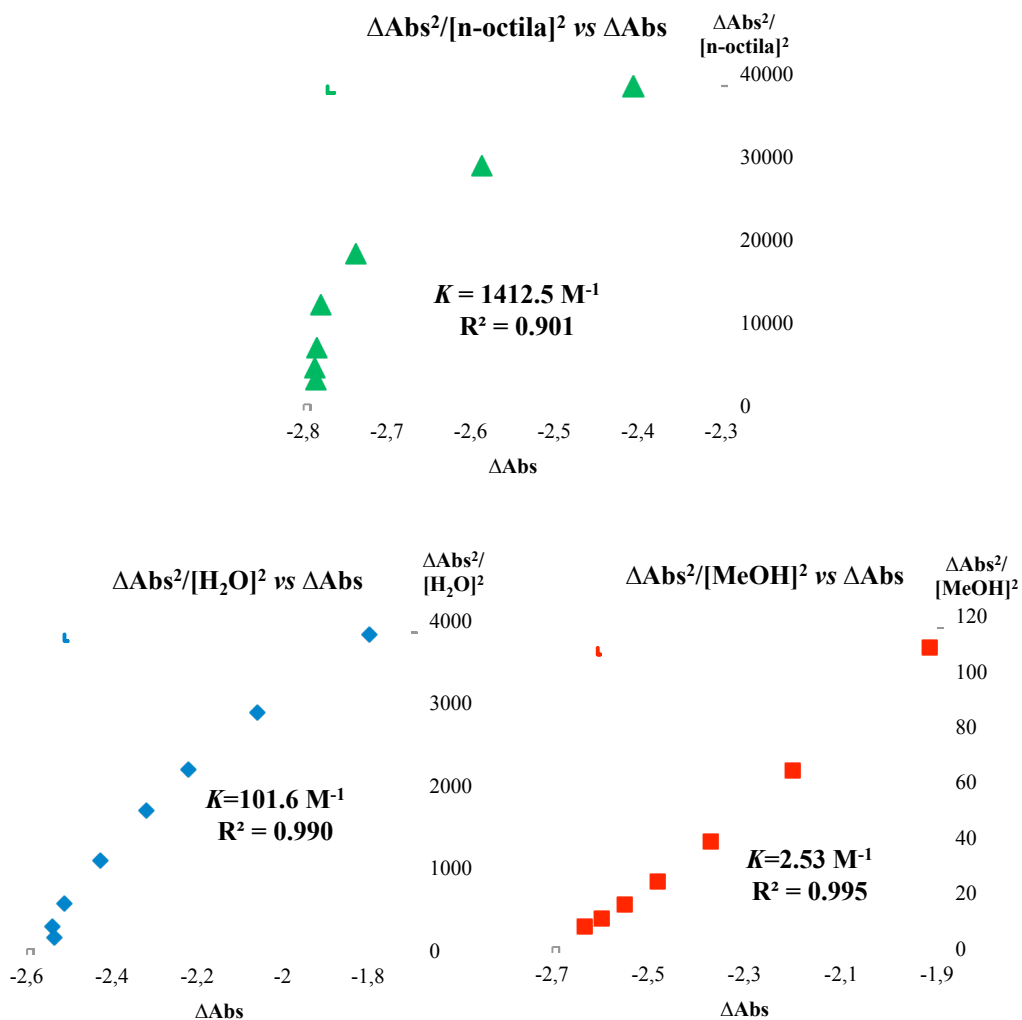 ΔAbs²/[n-octila]² vs ΔAbs
ΔAbs²/
[n-octila]²
40000
30000
20000
10000
0
K = 1412.5 M⁻¹
R² = 0.901
-2,8 -2,7 -2,6 -2,5 -2,4 -2,3
ΔAbs
ΔAbs²/[H₂O]² vs ΔAbs
ΔAbs²/
[H₂O]²
4000
3000
2000
1000
0
K=101.6 M⁻¹
R² = 0.990
-2,6 -2,4 -2,2 -2 -1,8
ΔAbs
ΔAbs²/[MeOH]² vs ΔAbs
ΔAbs²/
[MeOH]²
120
100
80
60
40
20
0
K=2.53 M⁻¹
R² = 0.995
-2,7 -2,5 -2,3 -2,1 -1,9
ΔAbs